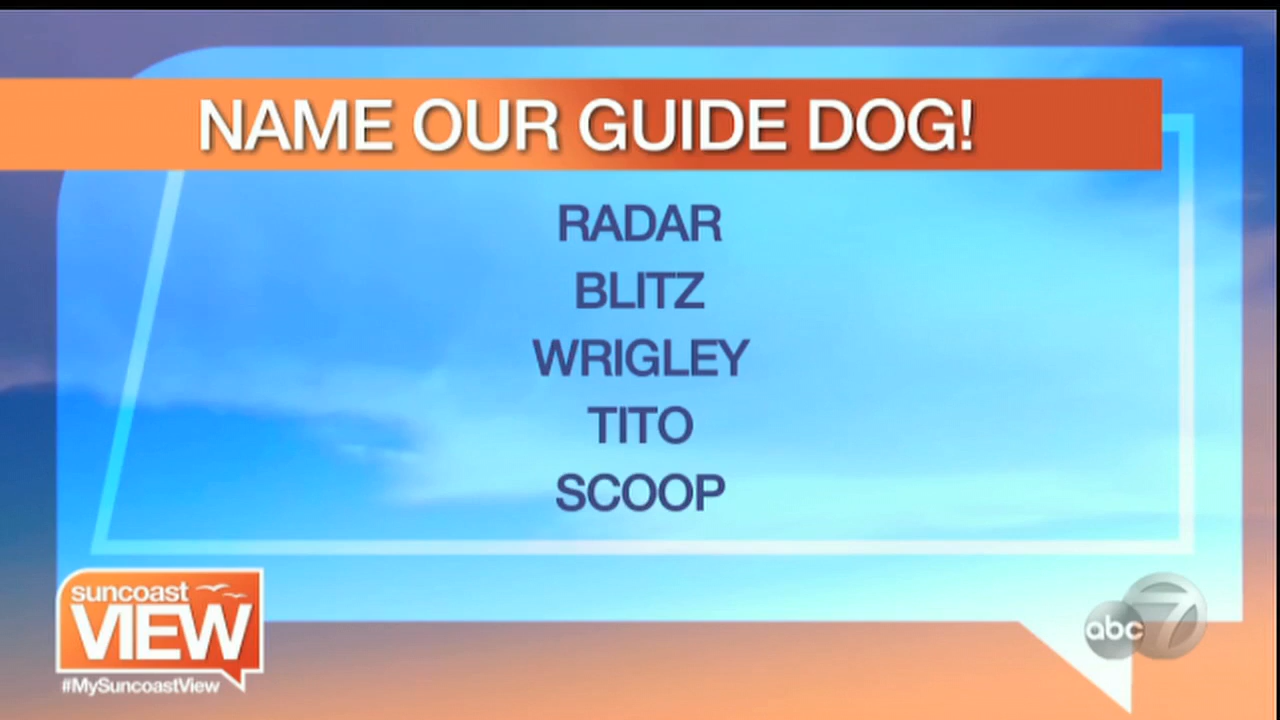 NAME OUR GUIDE DOG!
RADAR
BLITZ
WRIGLEY
TITO
SCOOP
suncoast
VIEW
#MySuncoastView
abc 7